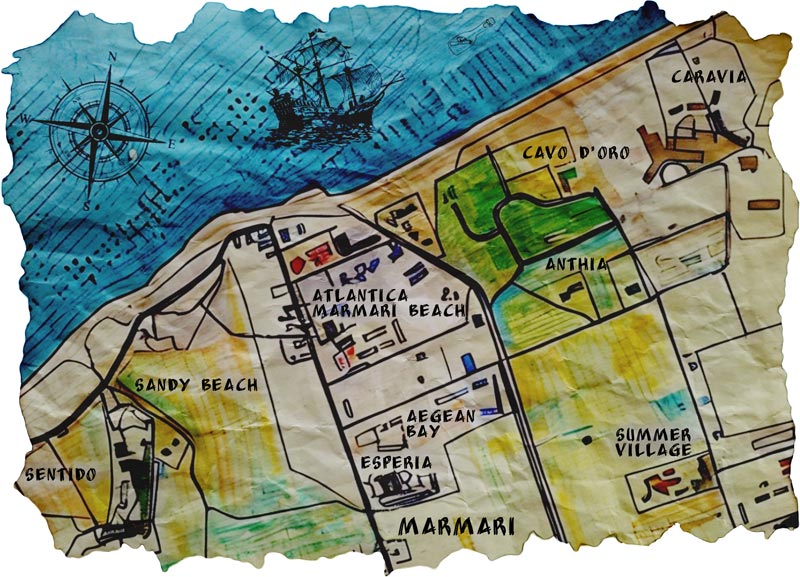 N
W
E
S
CARAVIA
CAVO D'ORO
ANTHIA
ATLANTICA
MARMARI BEACH
SANDY BEACH
AEGEAN
BAY
SUMMER
VILLAGE
ESPERIA
SENTIDO
MARMARI